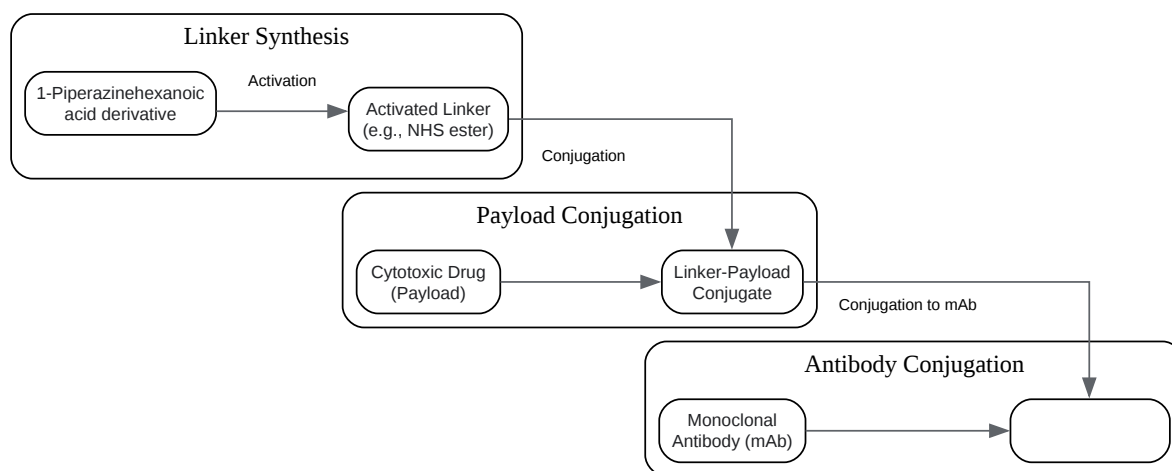 Linker Synthesis
1-Piperazinehexanoic
acid derivative
Activation
Activated Linker
(e.g., NHS ester)
Conjugation
Payload Conjugation
Cytotoxic Drug
(Payload)
Linker-Payload
Conjugate
Conjugation to mAb
Antibody Conjugation
Monoclonal
Antibody (mAb)